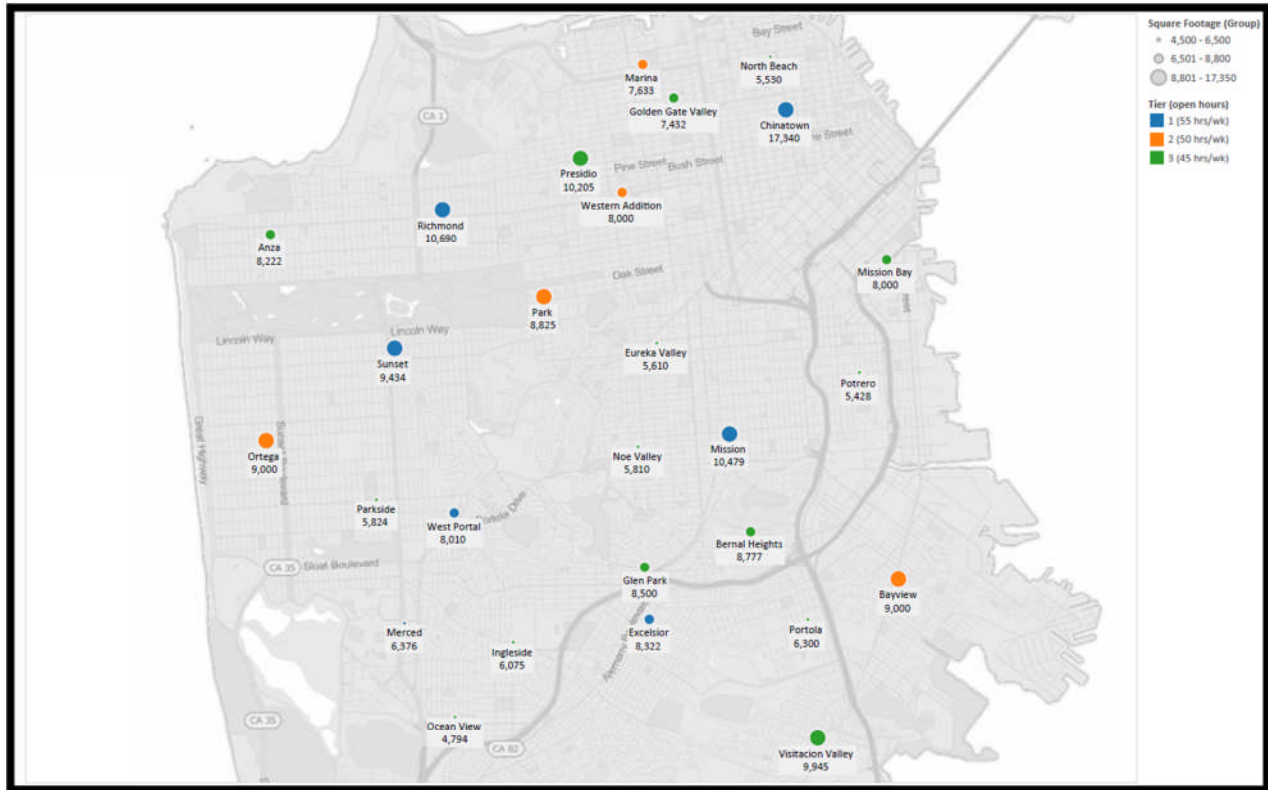 Square Footage (Group)
4,500 - 6,500
6,501 - 8,800
8,801 - 17,350
Tier (open hours)
1 (55 hrs/wk)
2 (50 hrs/wk)
3 (45 hrs/wk)
Bay Street
Marina
7,633
North Beach
5,530
Golden Gate Valley
7,432
CA 1
Chinatown
17,340
Street
Pine Street
Bush Street
Presidio
10,205
Western Addition
8,000
Richmond
10,690
Anza
8,222
Mission Bay
8,000
Oak Street
Park
8,825
Lincoln Way
Lincoln Way
Sunset
9,434
Eureka Valley
5,610
Potrero
5,428
Great Highway
Ortega
9,000
Mission
10,479
Noe Valley
5,810
Parkside
5,824
West Portal
8,010
Drive
Bernal Heights
8,777
CA 35
Sloat Boulevard
Glen Park
8,500
Bayview
9,000
Merced
6,376
Excelsior
8,322
Portola
6,300
Ingleside
6,075
CA 35
Ocean View
4,794
CA 82
Visitacion Valley
9,945